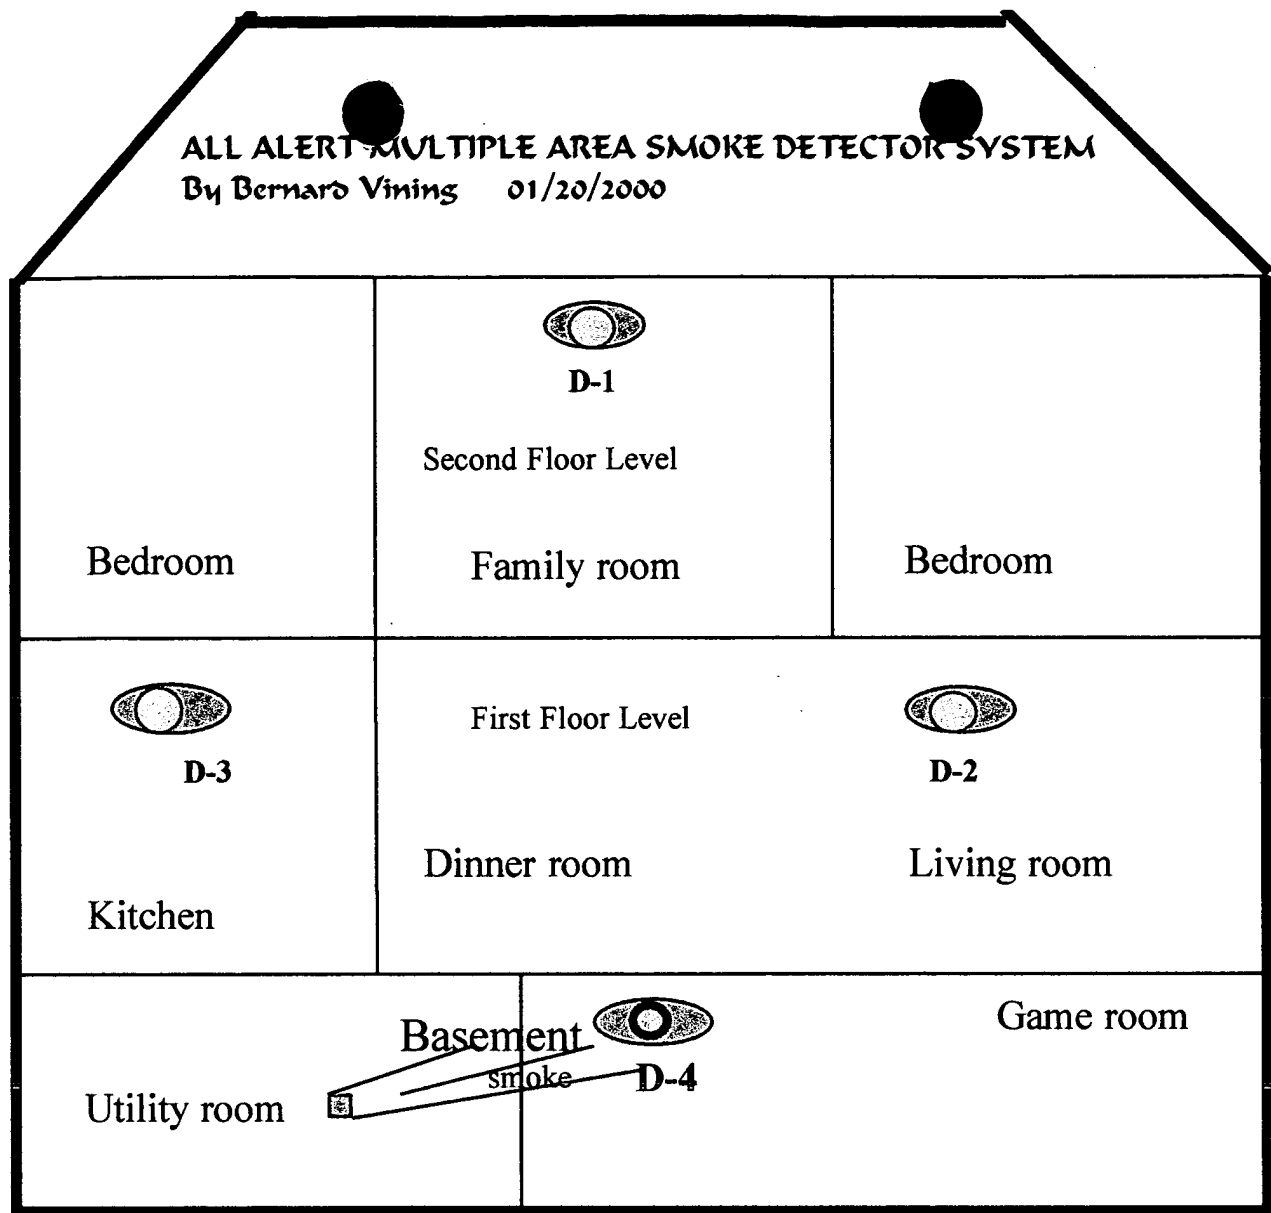 ALL ALERT MULTIPLE AREA SMOKE DETECTOR SYSTEM
By Bernard Vining 01/20/2000
D-1
Second Floor Level
Bedroom
Family room
Bedroom
First Floor Level
D-3
D-2
Dinner room
Living room
Kitchen
Game room
Basement
smoke
D-4
Utility room